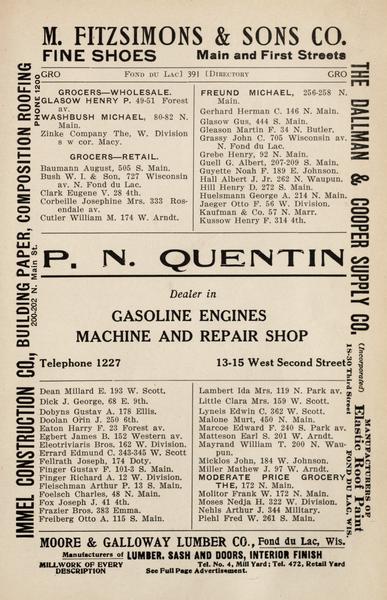 M. FITZSIMONS & SONS CO.
FINE SHOES Main and First Streets
GRO FOND DU LAC] 391 [DIRECTORY GRO
GROCERS—WHOLESALE.
GLASOW HENRY P. 49-51 Forest
av.
WASHBUSH MICHAEL, 80-82 N.
Main.
Zinke Company The, W. Division
s w cor. Macy.
GROCERS—RETAIL.
Baumann August, 505 S. Main.
Bush W. I. & Son, 727 Wisconsin
av. N. Fond du Lac.
Clark Eugene V. 28 4th.
Corbeille Josephine Mrs. 333 Ros-
endale av.
Cutler William M. 174 W. Arndt.
FREUND MICHAEL, 256-258 N.
Main.
Gerhard Herman C. 146 N. Main.
Glasow Gus, 444 S. Main.
Gleason Martin F. 34 N. Butler.
Grassy John C. 705 Wisconsin av.
N. Fond du Lac.
Grebe Henry, 92 N. Main.
Guell G. Albert, 207-209 S. Main.
Guyette Noah F. 189 E. Johnson.
Hall Albert J. Jr. 262 N. Waupun.
Hill Henry D. 272 S. Main.
Huelsmann George A. 214 N. Main.
Jaeger Otto F. 56 W. Division.
Kaufman & Co. 57 N. Marr.
Kussow Henry F. 314 4th.
P. N. QUENTIN
Dealer in
GASOLINE ENGINES
MACHINE AND REPAIR SHOP
Telephone 1227 13-15 West Second Street
Dean Millard E. 193 W. Scott.
Dick J. George, 68 E. 9th.
Dobyns Gustav A. 178 Ellis.
Doolan Orin J. 250 6th.
Eaton Harry F. 23 Forest av.
Egbert James B. 152 Western av.
Electriviaris Bros. 162 W. Division.
Errard Edmund C. 343-345 W. Scott
Fellrath Joseph, 174 Doty.
Finger Gustav F. 101-3 S. Main.
Finger Richard A. 12 W. Division.
Fleischman Arthur P. 13 S. Main.
Foelsch Charles, 48 N. Main.
Fox Joseph J. 41 4th.
Frazier Bros. 383 Emma.
Freiberg Otto A. 115 S. Main.
Lambert Ida Mrs. 119 N. Park av.
Little Clara Mrs. 159 W. Scott.
Lyneis Edwin C. 362 W. Scott.
Malone Murt, 450 N. Main.
Marcoe Edward F. 240 S. Park av.
Matteson Earl S. 201 W. Arndt.
Mayrand William T. 200 N. Wau-
pun.
Micklos John, 184 W. Johnson.
Miller Mathew J. 97 W. Arndt.
MODERATE PRICE GROCERY
THE, 172 N. Main.
Molitor Frank W. 172 N. Main.
Moses Nedja H. 322 W. Division.
Nehls Arthur J. 344 Military.
Piehl Fred W. 261 S. Main.
MOORE & GALLOWAY LUMBER CO., Fond du Lac, Wis.
Manufacturers of LUMBER, SASH AND DOORS, INTERIOR FINISH
MILLWORK OF EVERY
DESCRIPTION
Tel. No. 4, Mill Yard; Tel. 472, Retail Yard
See Full Page Advertisement.
IMMEL CONSTRUCTION CO., BUILDING PAPER, COMPOSITION ROOFING
200-202 N. Main St. PHONE 1200
THE DALLMAN & COOPER SUPPLY CO.
(Incorporated)
18-30 Third Street
MANUFACTURERS OF
Elastic Roof Paint
FOND DU LAC, WIS.